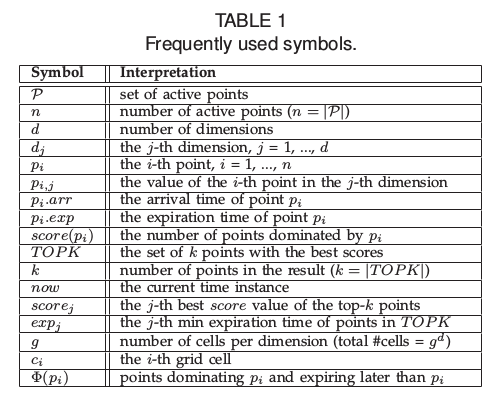 TABLE 1
Frequently used symbols.
Symbol Interpretation
𝒫 set of active points
n number of active points (n = |𝒫|)
d number of dimensions
d_j the j-th dimension, j = 1, ..., d
p_i the i-th point, i = 1, ..., n
p_{i,j} the value of the i-th point in the j-th dimension
p_i.arr the arrival time of point p_i
p_i.exp the expiration time of point p_i
score(p_i) the number of points dominated by p_i
TOPK the set of k points with the best scores
k number of points in the result (k = |TOPK|)
now the current time instance
score_j the j-th best score value of the top-k points
exp_j the j-th min expiration time of points in TOPK
g number of cells per dimension (total #cells = g^d)
c_i the i-th grid cell
Φ(p_i) points dominating p_i and expiring later than p_i